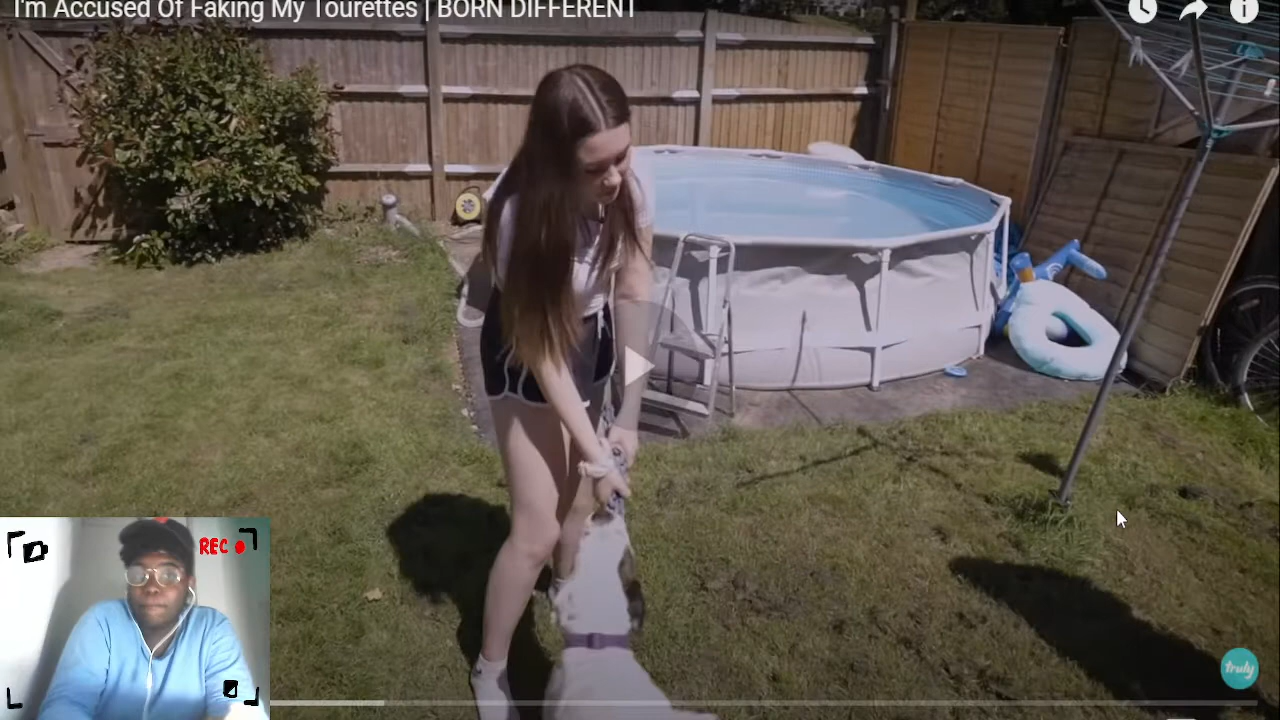 I'm Accused Of Faking My Tourettes | BORN DIFFERENT
REC
truly